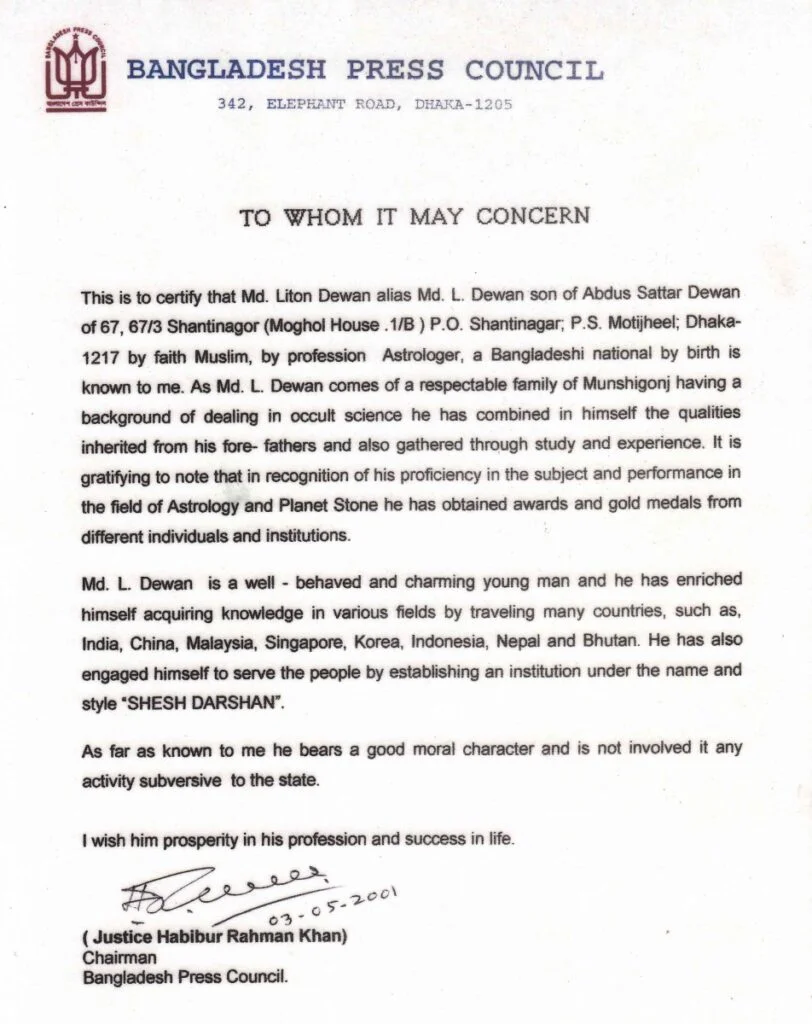 BANGLADESH PRESS COUNCIL
বাংলাদেশ প্রেস কাউন্সিল
BANGLADESH PRESS COUNCIL
342, ELEPHANT ROAD, DHAKA-1205
TO WHOM IT MAY CONCERN
This is to certify that Md. Liton Dewan alias Md. L. Dewan son of Abdus Sattar Dewan
of 67, 67/3 Shantinagor (Moghol House .1/B ) P.O. Shantinagar; P.S. Motijheel; Dhaka-
1217 by faith Muslim, by profession Astrologer, a Bangladeshi national by birth is
known to me. As Md. L. Dewan comes of a respectable family of Munshigonj having a
background of dealing in occult science he has combined in himself the qualities
inherited from his fore- fathers and also gathered through study and experience. It is
gratifying to note that in recognition of his proficiency in the subject and performance in
the field of Astrology and Planet Stone he has obtained awards and gold medals from
different individuals and institutions.
Md. L. Dewan is a well - behaved and charming young man and he has enriched
himself acquiring knowledge in various fields by traveling many countries, such as,
India, China, Malaysia, Singapore, Korea, Indonesia, Nepal and Bhutan. He has also
engaged himself to serve the people by establishing an institution under the name and
style “SHESH DARSHAN”.
As far as known to me he bears a good moral character and is not involved it any
activity subversive to the state.
I wish him prosperity in his profession and success in life.
03-05-2001
( Justice Habibur Rahman Khan)
Chairman
Bangladesh Press Council.